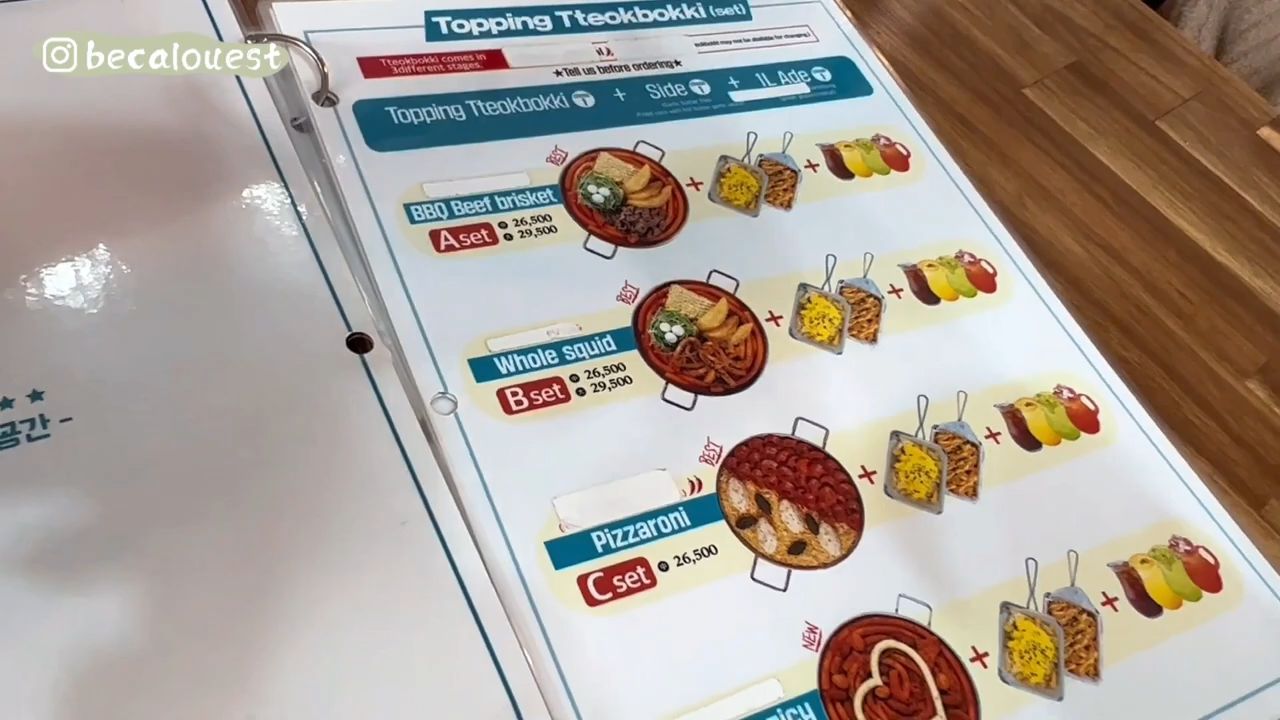 becalouest
Topping Tteokbokki (set)
Tteokbokki comes in
3different stages.
★Tell us before ordering★
Topping Tteokbokki + Side + 1L Ade
BEST
BBQ Beef brisket
A set
26,500
29,500
BEST
Whole squid
B set
26,500
29,500
BEST
Pizzaroni
C set
26,500
NEW
공간 -